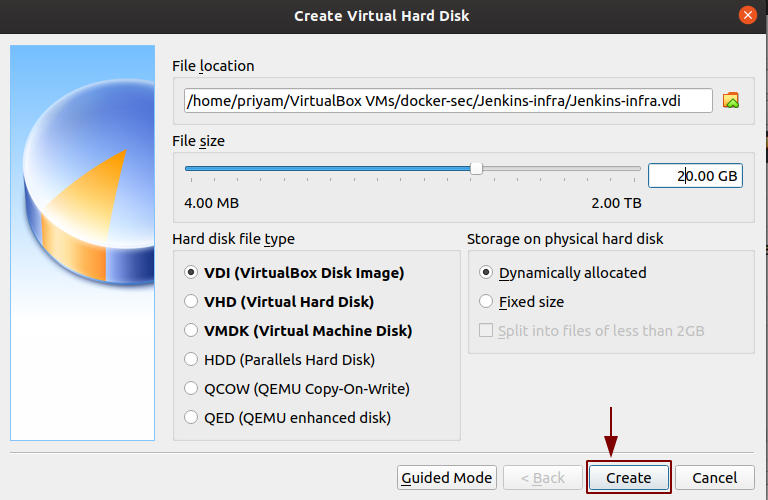 Create Virtual Hard Disk
File location
/home/priyam/VirtualBox VMs/docker-sec/Jenkins-infra/Jenkins-infra.vdi
File size
20.00 GB
4.00 MB
2.00 TB
Hard disk file type
VDI (VirtualBox Disk Image)
VHD (Virtual Hard Disk)
VMDK (Virtual Machine Disk)
HDD (Parallels Hard Disk)
QCOW (QEMU Copy-On-Write)
QED (QEMU enhanced disk)
Storage on physical hard disk
Dynamically allocated
Fixed size
Split into files of less than 2GB
Guided Mode
< Back
Create
Cancel